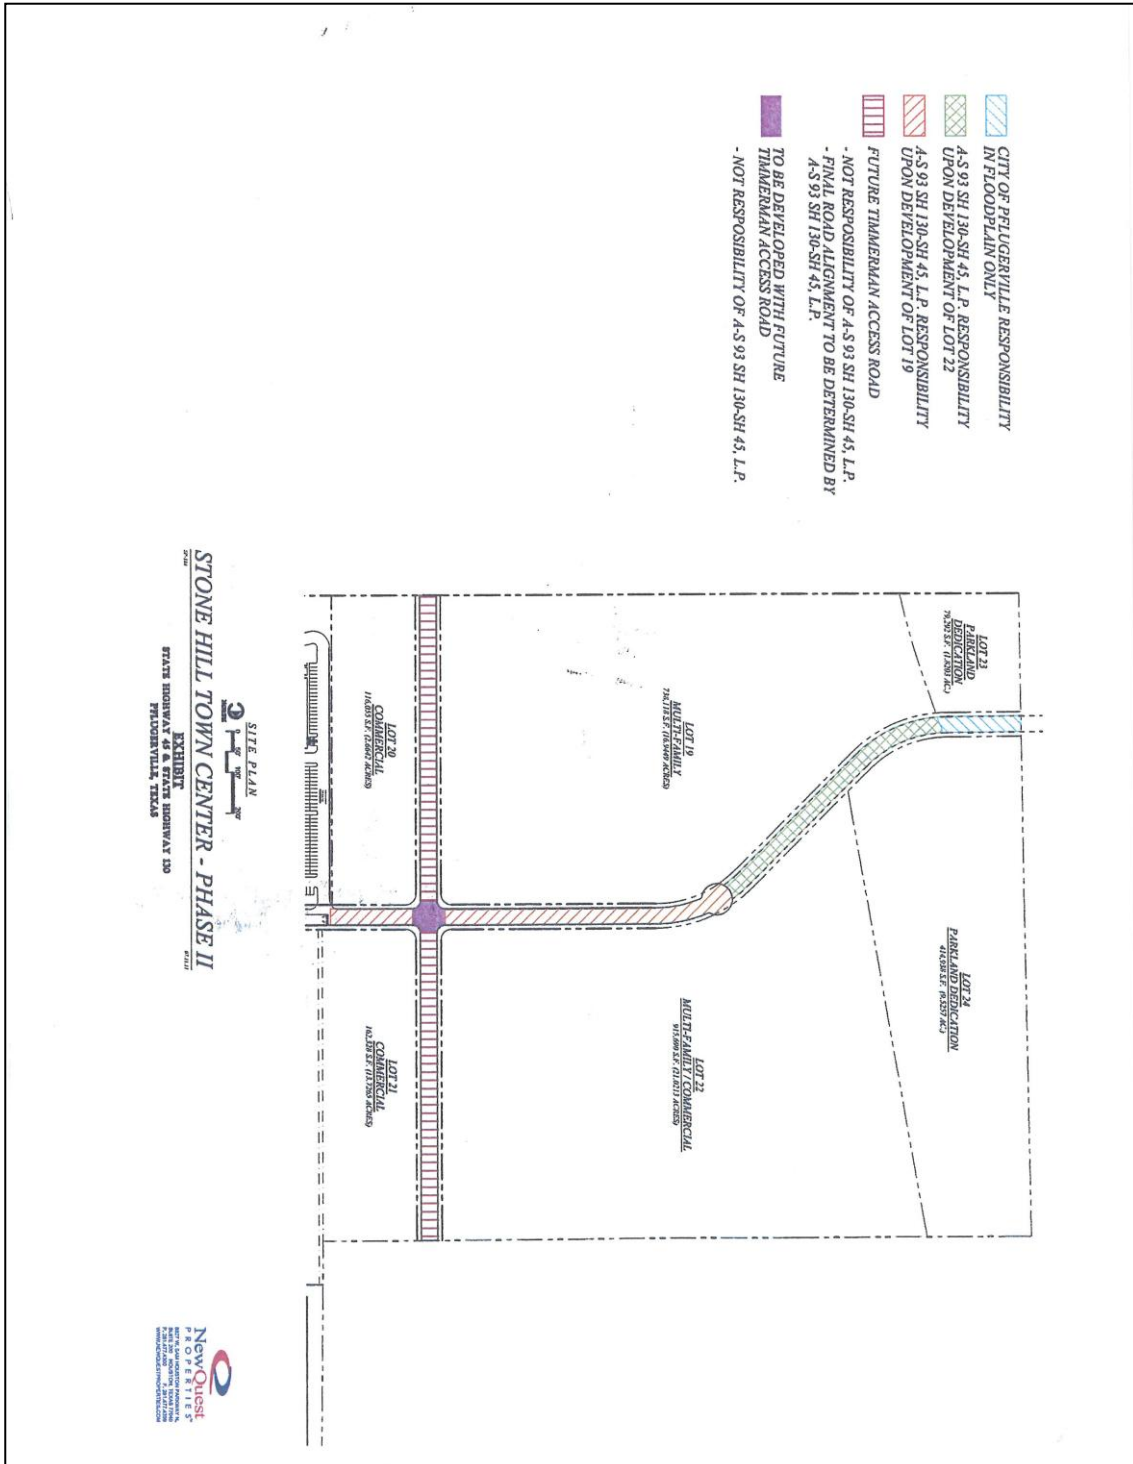 CITY OF PFLUGERVILLE RESPONSIBILITY
IN FLOODPLAIN ONLY
A-S 93 SH 130-SH 45, L.P. RESPONSIBILITY
UPON DEVELOPMENT OF LOT 22
A-S 93 SH 130-SH 45, L.P. RESPONSIBILITY
UPON DEVELOPMENT OF LOT 19
FUTURE TIMMERMAN ACCESS ROAD
- NOT RESPOSIBILITY OF A-S 93 SH 130-SH 45, L.P.
- FINAL ROAD ALIGNMENT TO BE DETERMINED BY
A-S 93 SH 130-SH 45, L.P.
TO BE DEVELOPED WITH FUTURE
TIMMERMAN ACCESS ROAD
- NOT RESPOSIBILITY OF A-S 93 SH 130-SH 45, L.P.
LOT 23
PARKLAND
DEDICATION
LOT 24
PARKLAND DEDICATION
LOT 19
MULTI-FAMILY
LOT 22
MULTI-FAMILY / COMMERCIAL
LOT 20
COMMERCIAL
LOT 21
COMMERCIAL
SITE PLAN
STONE HILL TOWN CENTER - PHASE II
EXHIBIT
STATE HIGHWAY 45 & STATE HIGHWAY 130
PFLUGERVILLE, TEXAS
NewQuest
PROPERTIES